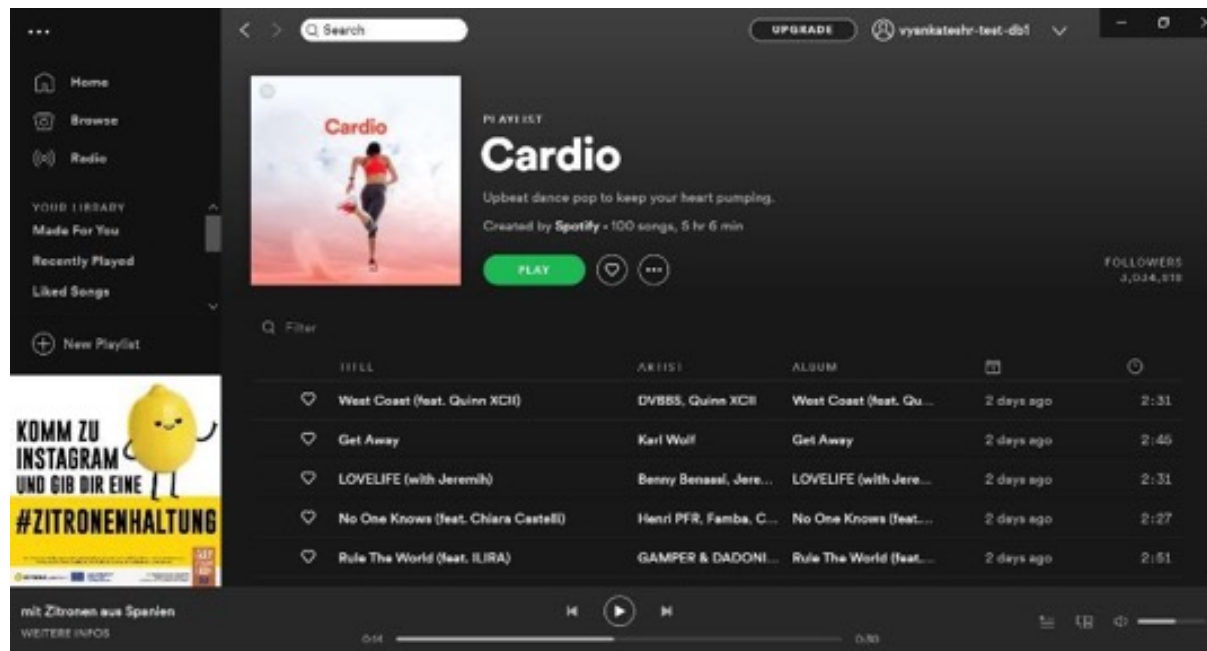 Search
UPGRADE
vyankateshr-test-db1
Home
Browse
Radio
YOUR LIBRARY
Made For You
Recently Played
Liked Songs
New Playlist
Cardio
PLAYLIST
Cardio
Upbeat dance pop to keep your heart pumping.
Created by Spotify • 100 songs, 5 hr 6 min
PLAY
FOLLOWERS
Filter
TITLE ARTIST ALBUM
West Coast (feat. Quinn XCII) DVBBS, Quinn XCII West Coast (feat. Qu... 2 days ago 2:31
Get Away Karl Wolf Get Away 2 days ago 2:46
LOVELIFE (with Jeremih) Benny Benassi, Jere... LOVELIFE (with Jere... 2 days ago 2:31
No One Knows (feat. Chiara Castelli) Henri PFR, Famba, C... No One Knows (feat.... 2 days ago 2:27
Rule The World (feat. ILIRA) GAMPER & DADONI... Rule The World (feat.... 2 days ago 2:51
KOMM ZU
INSTAGRAM
UND GIB DIR EINE
#ZITRONENHALTUNG
mit Zitronen aus Spanien
WEITERE INFOS
0:14 0:30